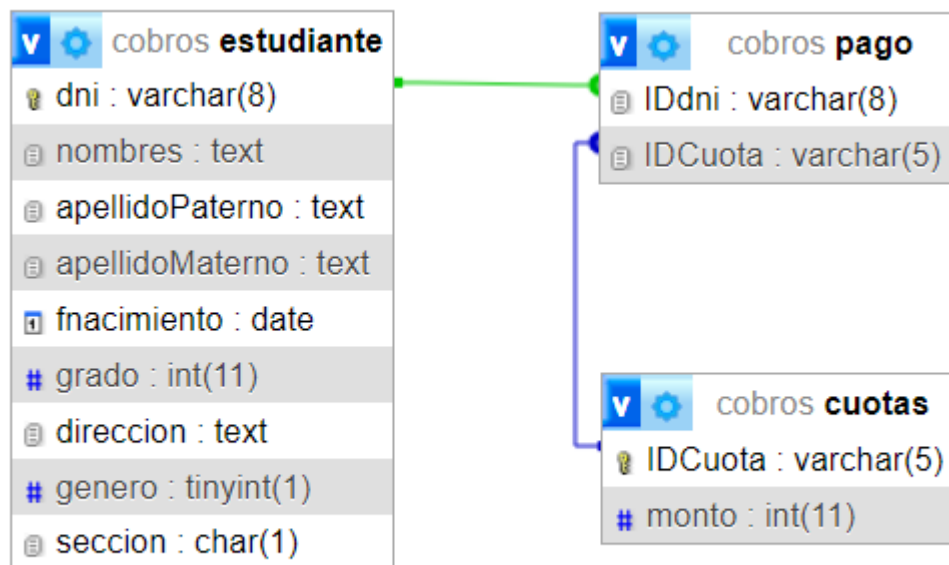 v cobros estudiante
dni : varchar(8)
nombres : text
apellidoPaterno : text
apellidoMaterno : text
fnacimiento : date
# grado : int(11)
direccion : text
# genero : tinyint(1)
seccion : char(1)
v cobros pago
IDdni : varchar(8)
IDCuota : varchar(5)
v cobros cuotas
IDCuota : varchar(5)
# monto : int(11)